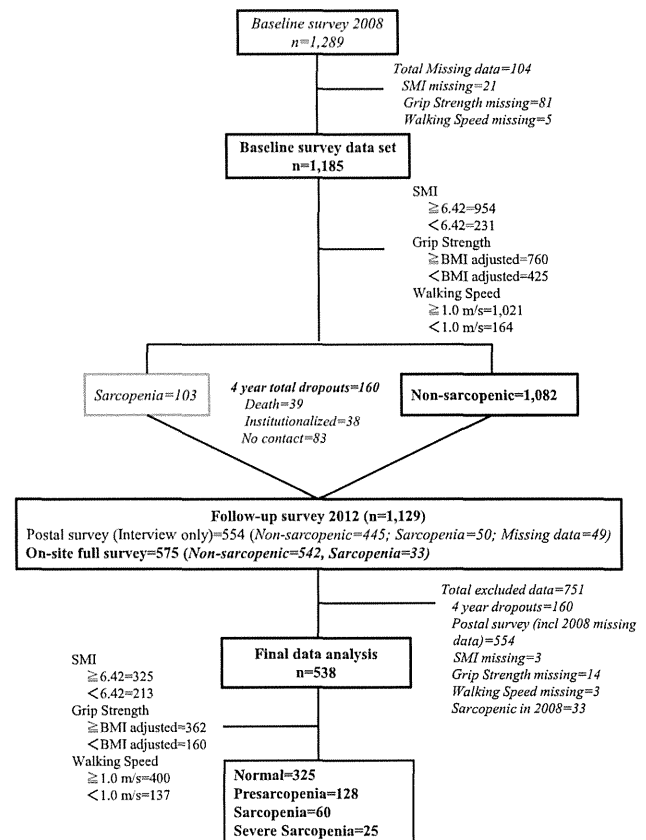 Baseline survey 2008
n=1,289
Total Missing data=104
SMI missing=21
Grip Strength missing=81
Walking Speed missing=5
Baseline survey data set
n=1,185
SMI
≧6.42=954
<6.42=231
Grip Strength
≧BMI adjusted=760
<BMI adjusted=425
Walking Speed
≧1.0 m/s=1,021
<1.0 m/s=164
Sarcopenia=103
4 year total dropouts=160
Death=39
Institutionalized=38
No contact=83
Non-sarcopenic=1,082
Follow-up survey 2012 (n=1,129)
Postal survey (Interview only)=554 (Non-sarcopenic=445; Sarcopenia=50; Missing data=49)
On-site full survey=575 (Non-sarcopenic=542, Sarcopenia=33)
Total excluded data=751
4 year dropouts=160
Postal survey (incl 2008 missing
data)=554
SMI missing=3
Grip Strength missing=14
Walking Speed missing=3
Sarcopenic in 2008=33
Final data analysis
n=538
SMI
≧6.42=325
<6.42=213
Grip Strength
≧BMI adjusted=362
<BMI adjusted=160
Walking Speed
≧1.0 m/s=400
<1.0 m/s=137
Normal=325
Presarcopenia=128
Sarcopenia=60
Severe Sarcopenia=25